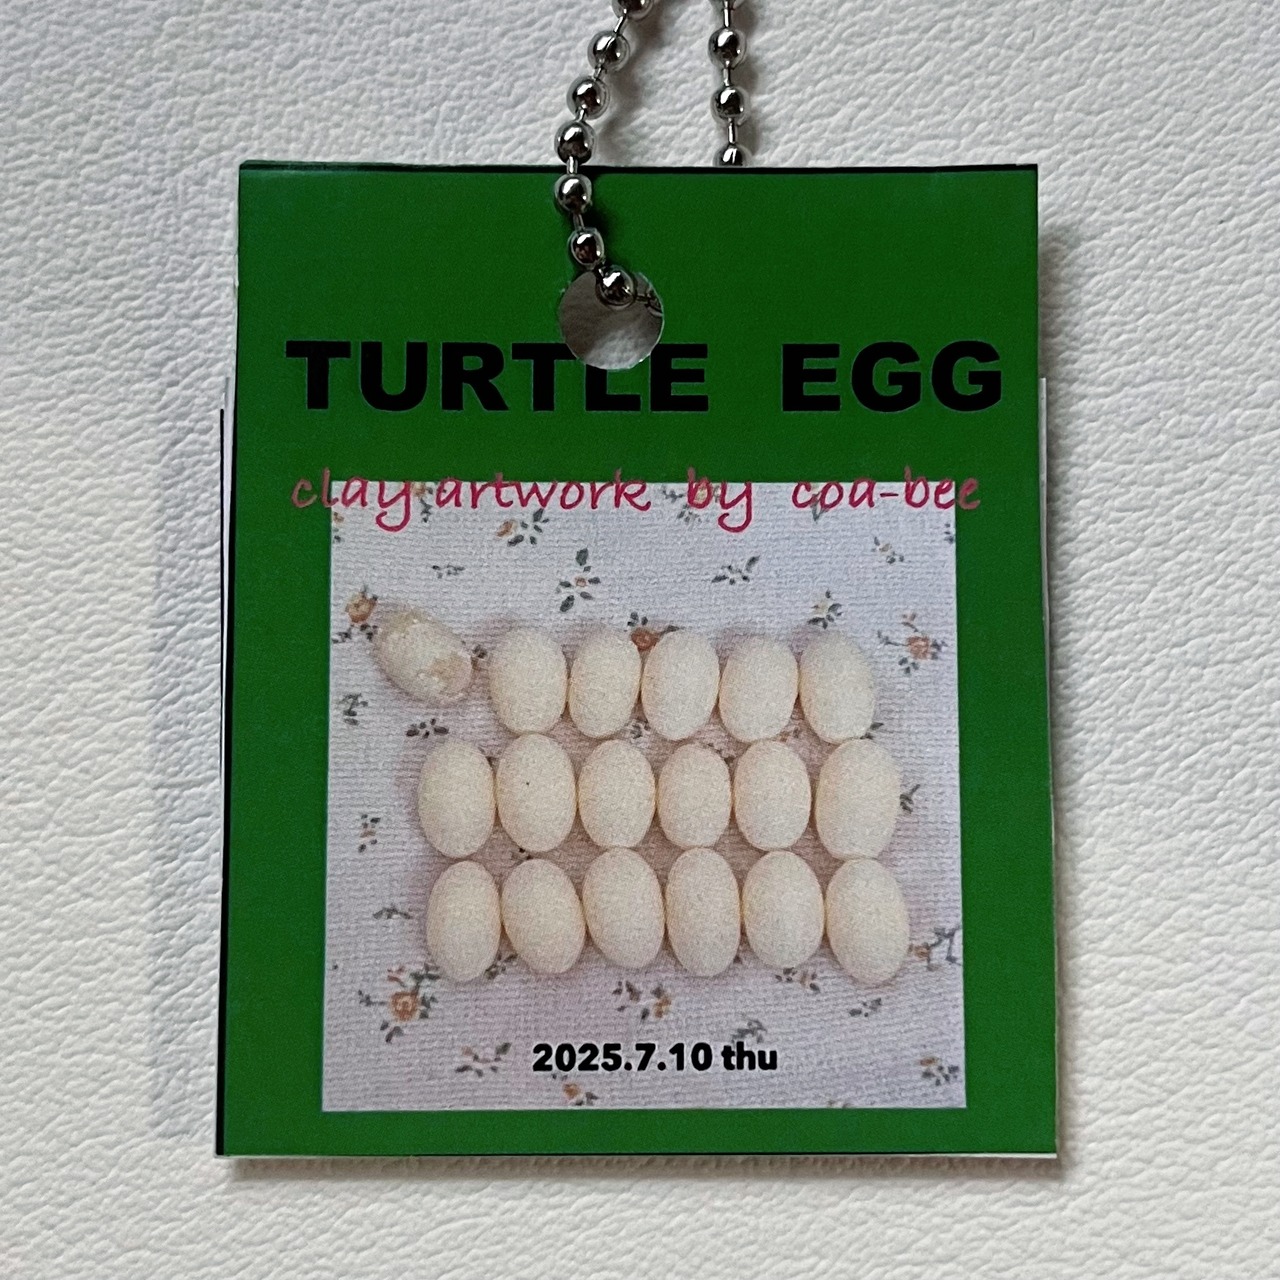 TURTLE EGG
clay artwork by coa-bee
2025.7.10 thu